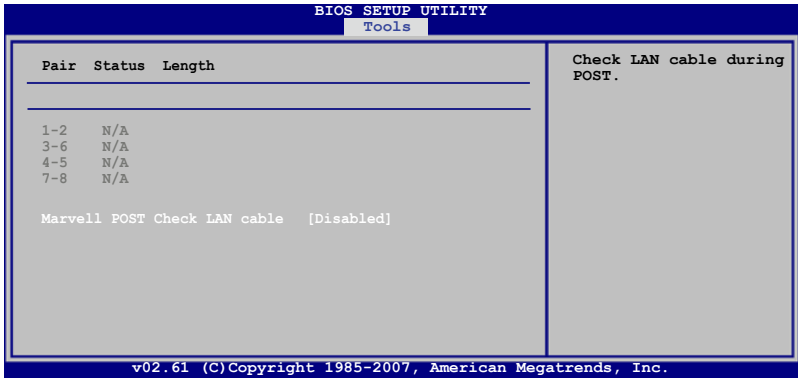 BIOS SETUP UTILITY
Tools
Pair Status Length
1-2 N/A
3-6 N/A
4-5 N/A
7-8 N/A
Marvell POST Check LAN cable [Disabled]
Check LAN cable during
POST.
v02.61 (C)Copyright 1985-2007, American Megatrends, Inc.